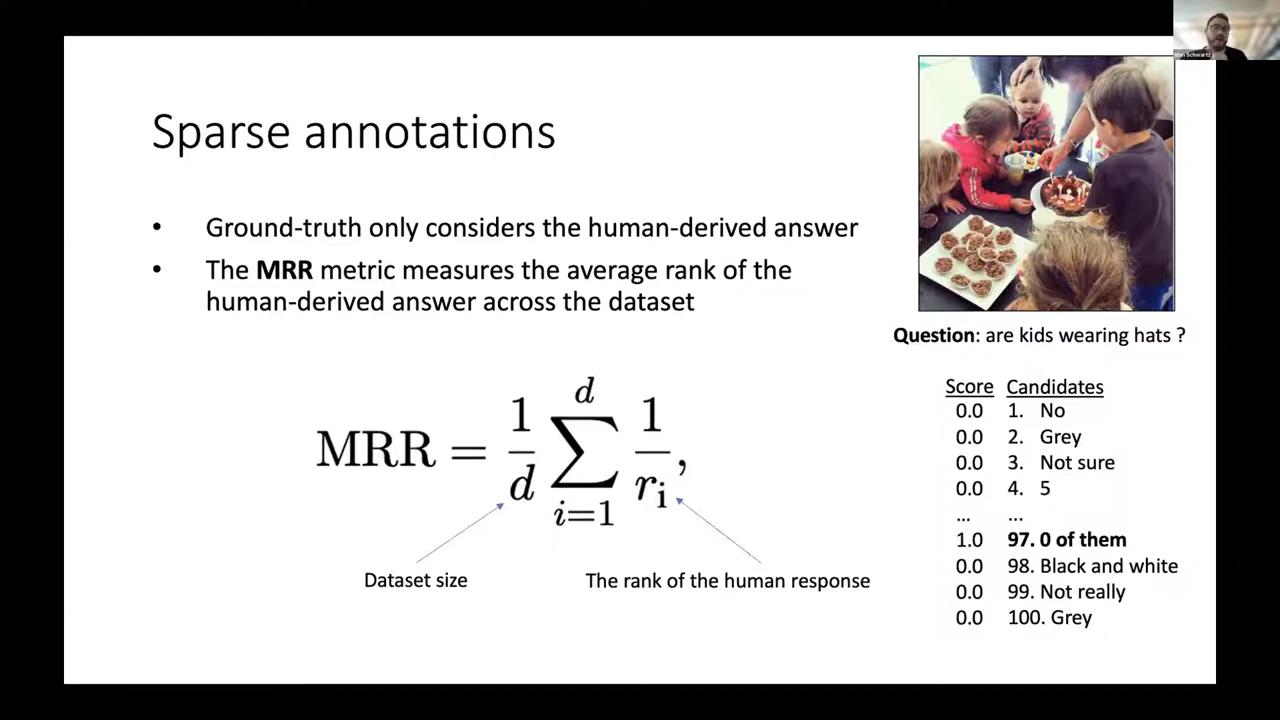 Sparse annotations
• Ground-truth only considers the human-derived answer
• The MRR metric measures the average rank of the
human-derived answer across the dataset
MRR = \frac{1}{d} \sum_{i=1}^{d} \frac{1}{r_i},
Dataset size
The rank of the human response
Question: are kids wearing hats ?
Score Candidates
0.0 1. No
0.0 2. Grey
0.0 3. Not sure
0.0 4. 5
... ...
1.0 97. 0 of them
0.0 98. Black and white
0.0 99. Not really
0.0 100. Grey
Schwartz